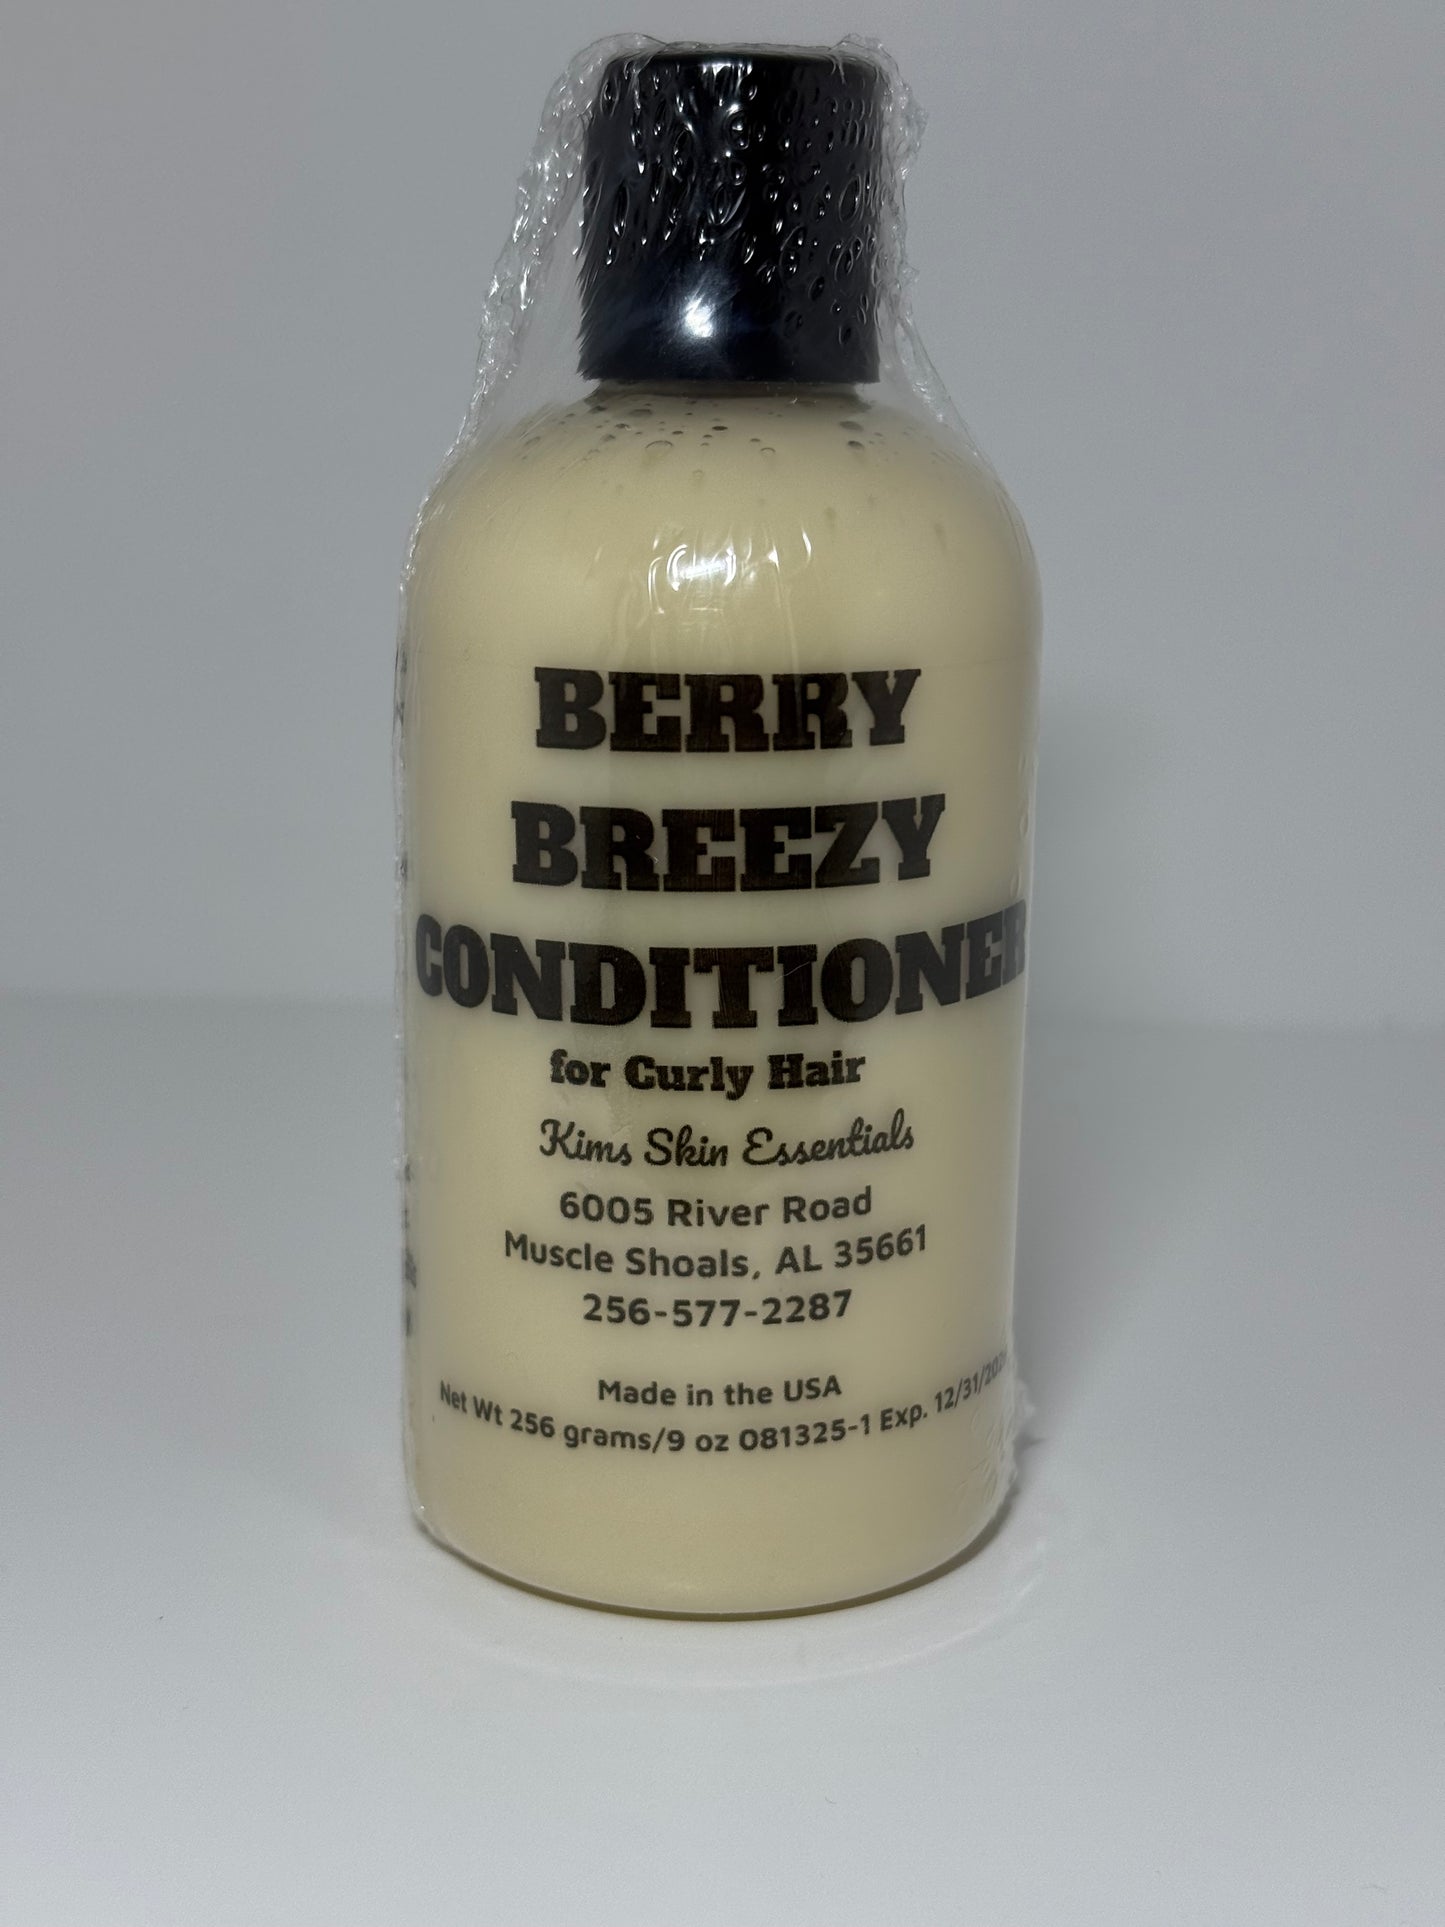 BERRY
BREEZY
CONDITIONER
for Curly Hair
Kims Skin Essentials
6005 River Road
Muscle Shoals, AL 35661
256-577-2287
Made in the USA
Net Wt 256 grams/9 oz 081325-1 Exp.